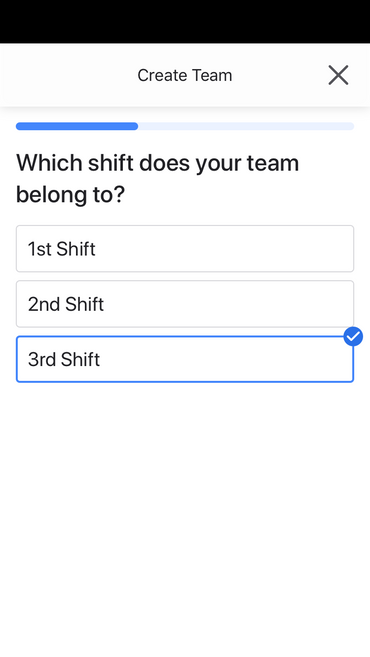 Create Team
Which shift does your team
belong to?
1st Shift
2nd Shift
3rd Shift